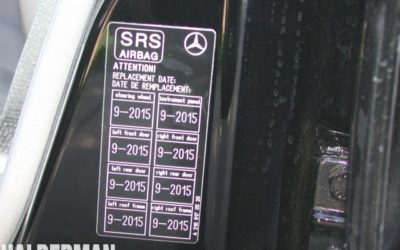 SRS
AIRBAG
ATTENTION!
REPLACEMENT DATE:
DATE DE REMPLACEMENT:
steering wheel instrument panel
9-2015 9-2015
left front door right front door
9-2015 9-2015
left rear door right rear door
9-2015 9-2015
left roof frame right roof frame
9-2015 9-2015
HALDERMAN